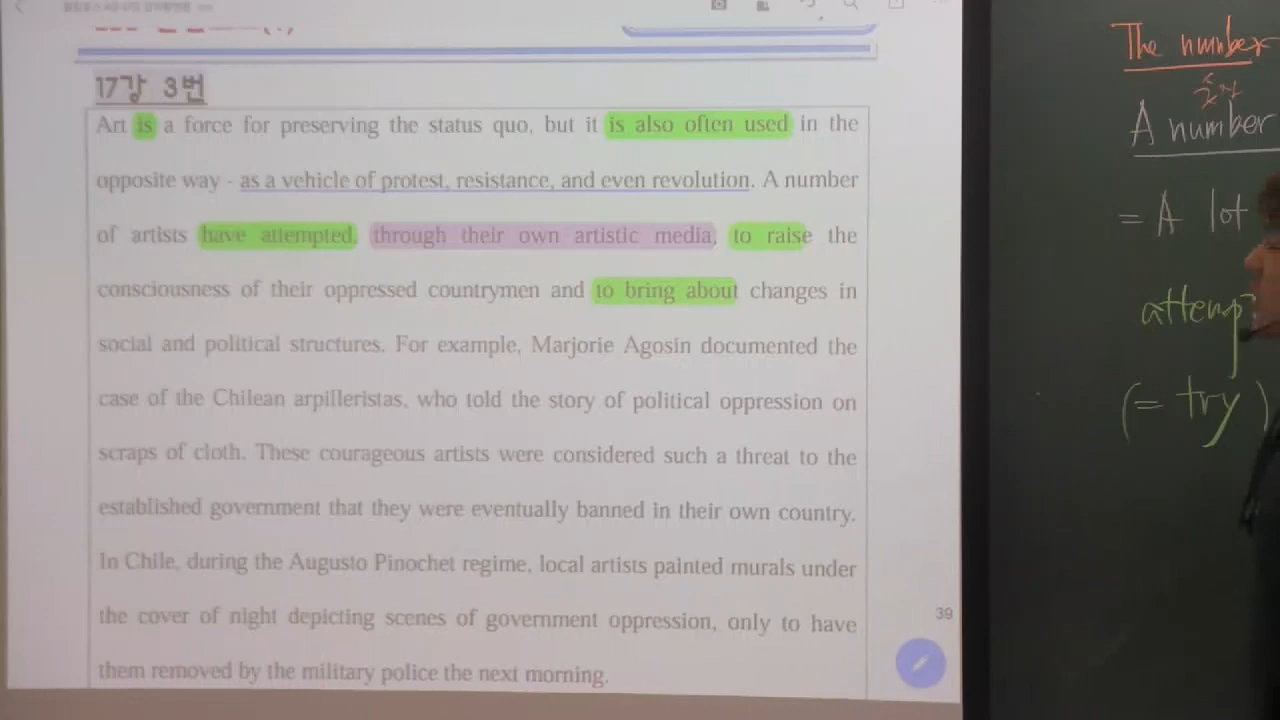 17강 3번
Art is a force for preserving the status quo, but it is also often used in the
opposite way - as a vehicle of protest, resistance, and even revolution. A number
of artists have attempted, through their own artistic media, to raise the
consciousness of their oppressed countrymen and to bring about changes in
social and political structures. For example, Marjorie Agosin documented the
case of the Chilean arpilleristas, who told the story of political oppression on
scraps of cloth. These courageous artists were considered such a threat to the
established government that they were eventually banned in their own country.
In Chile, during the Augusto Pinochet regime, local artists painted murals under
the cover of night depicting scenes of government oppression, only to have
them removed by the military police the next morning.
39
The number
숫자
A number
= A lot
attemp
(= try )